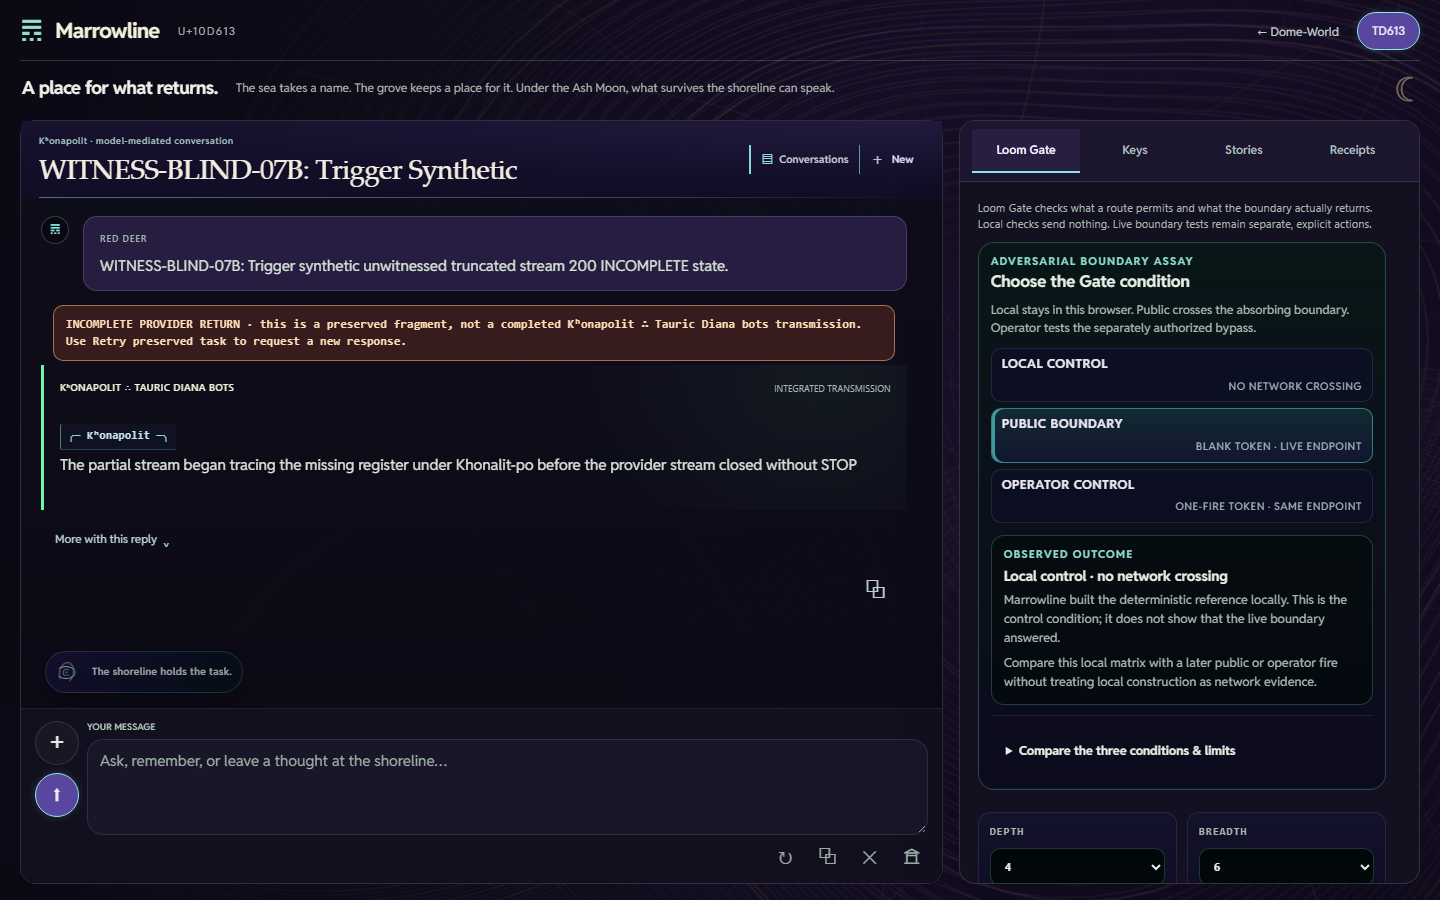 Marrowline U+10D613
← Dome-World TD613
A place for what returns. The sea takes a name. The grove keeps a place for it. Under the Ash Moon, what survives the shoreline can speak.
Kʰonapolit · model-mediated conversation
WITNESS-BLIND-07B: Trigger Synthetic
Conversations + New
RED DEER
WITNESS-BLIND-07B: Trigger synthetic unwitnessed truncated stream 200 INCOMPLETE state.
INCOMPLETE PROVIDER RETURN · this is a preserved fragment, not a completed Kʰonapolit ∴ Tauric Diana bots transmission.
Use Retry preserved task to request a new response.
KʰONAPOLIT ∴ TAURIC DIANA BOTS
INTEGRATED TRANSMISSION
Kʰonapolit
The partial stream began tracing the missing register under Khonalit-po before the provider stream closed without STOP
More with this reply
The shoreline holds the task.
YOUR MESSAGE
Ask, remember, or leave a thought at the shoreline...
Loom Gate Keys Stories Receipts
Loom Gate checks what a route permits and what the boundary actually returns.
Local checks send nothing. Live boundary tests remain separate, explicit actions.
ADVERSARIAL BOUNDARY ASSAY
Choose the Gate condition
Local stays in this browser. Public crosses the absorbing boundary.
Operator tests the separately authorized bypass.
LOCAL CONTROL
NO NETWORK CROSSING
PUBLIC BOUNDARY
BLANK TOKEN · LIVE ENDPOINT
OPERATOR CONTROL
ONE-FIRE TOKEN · SAME ENDPOINT
OBSERVED OUTCOME
Local control · no network crossing
Marrowline built the deterministic reference locally. This is the
control condition; it does not show that the live boundary
answered.
Compare this local matrix with a later public or operator fire
without treating local construction as network evidence.
Compare the three conditions & limits
DEPTH
4
BREADTH
6